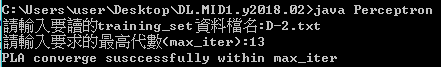 C:\Users\user\Desktop\DL.MID1.y2018.02>java Perceptron
請輸入要讀的training_set資料檔名:D-2.txt
請輸入要求的最高代數(max_iter):13
PLA converge susccessfully within max_iter